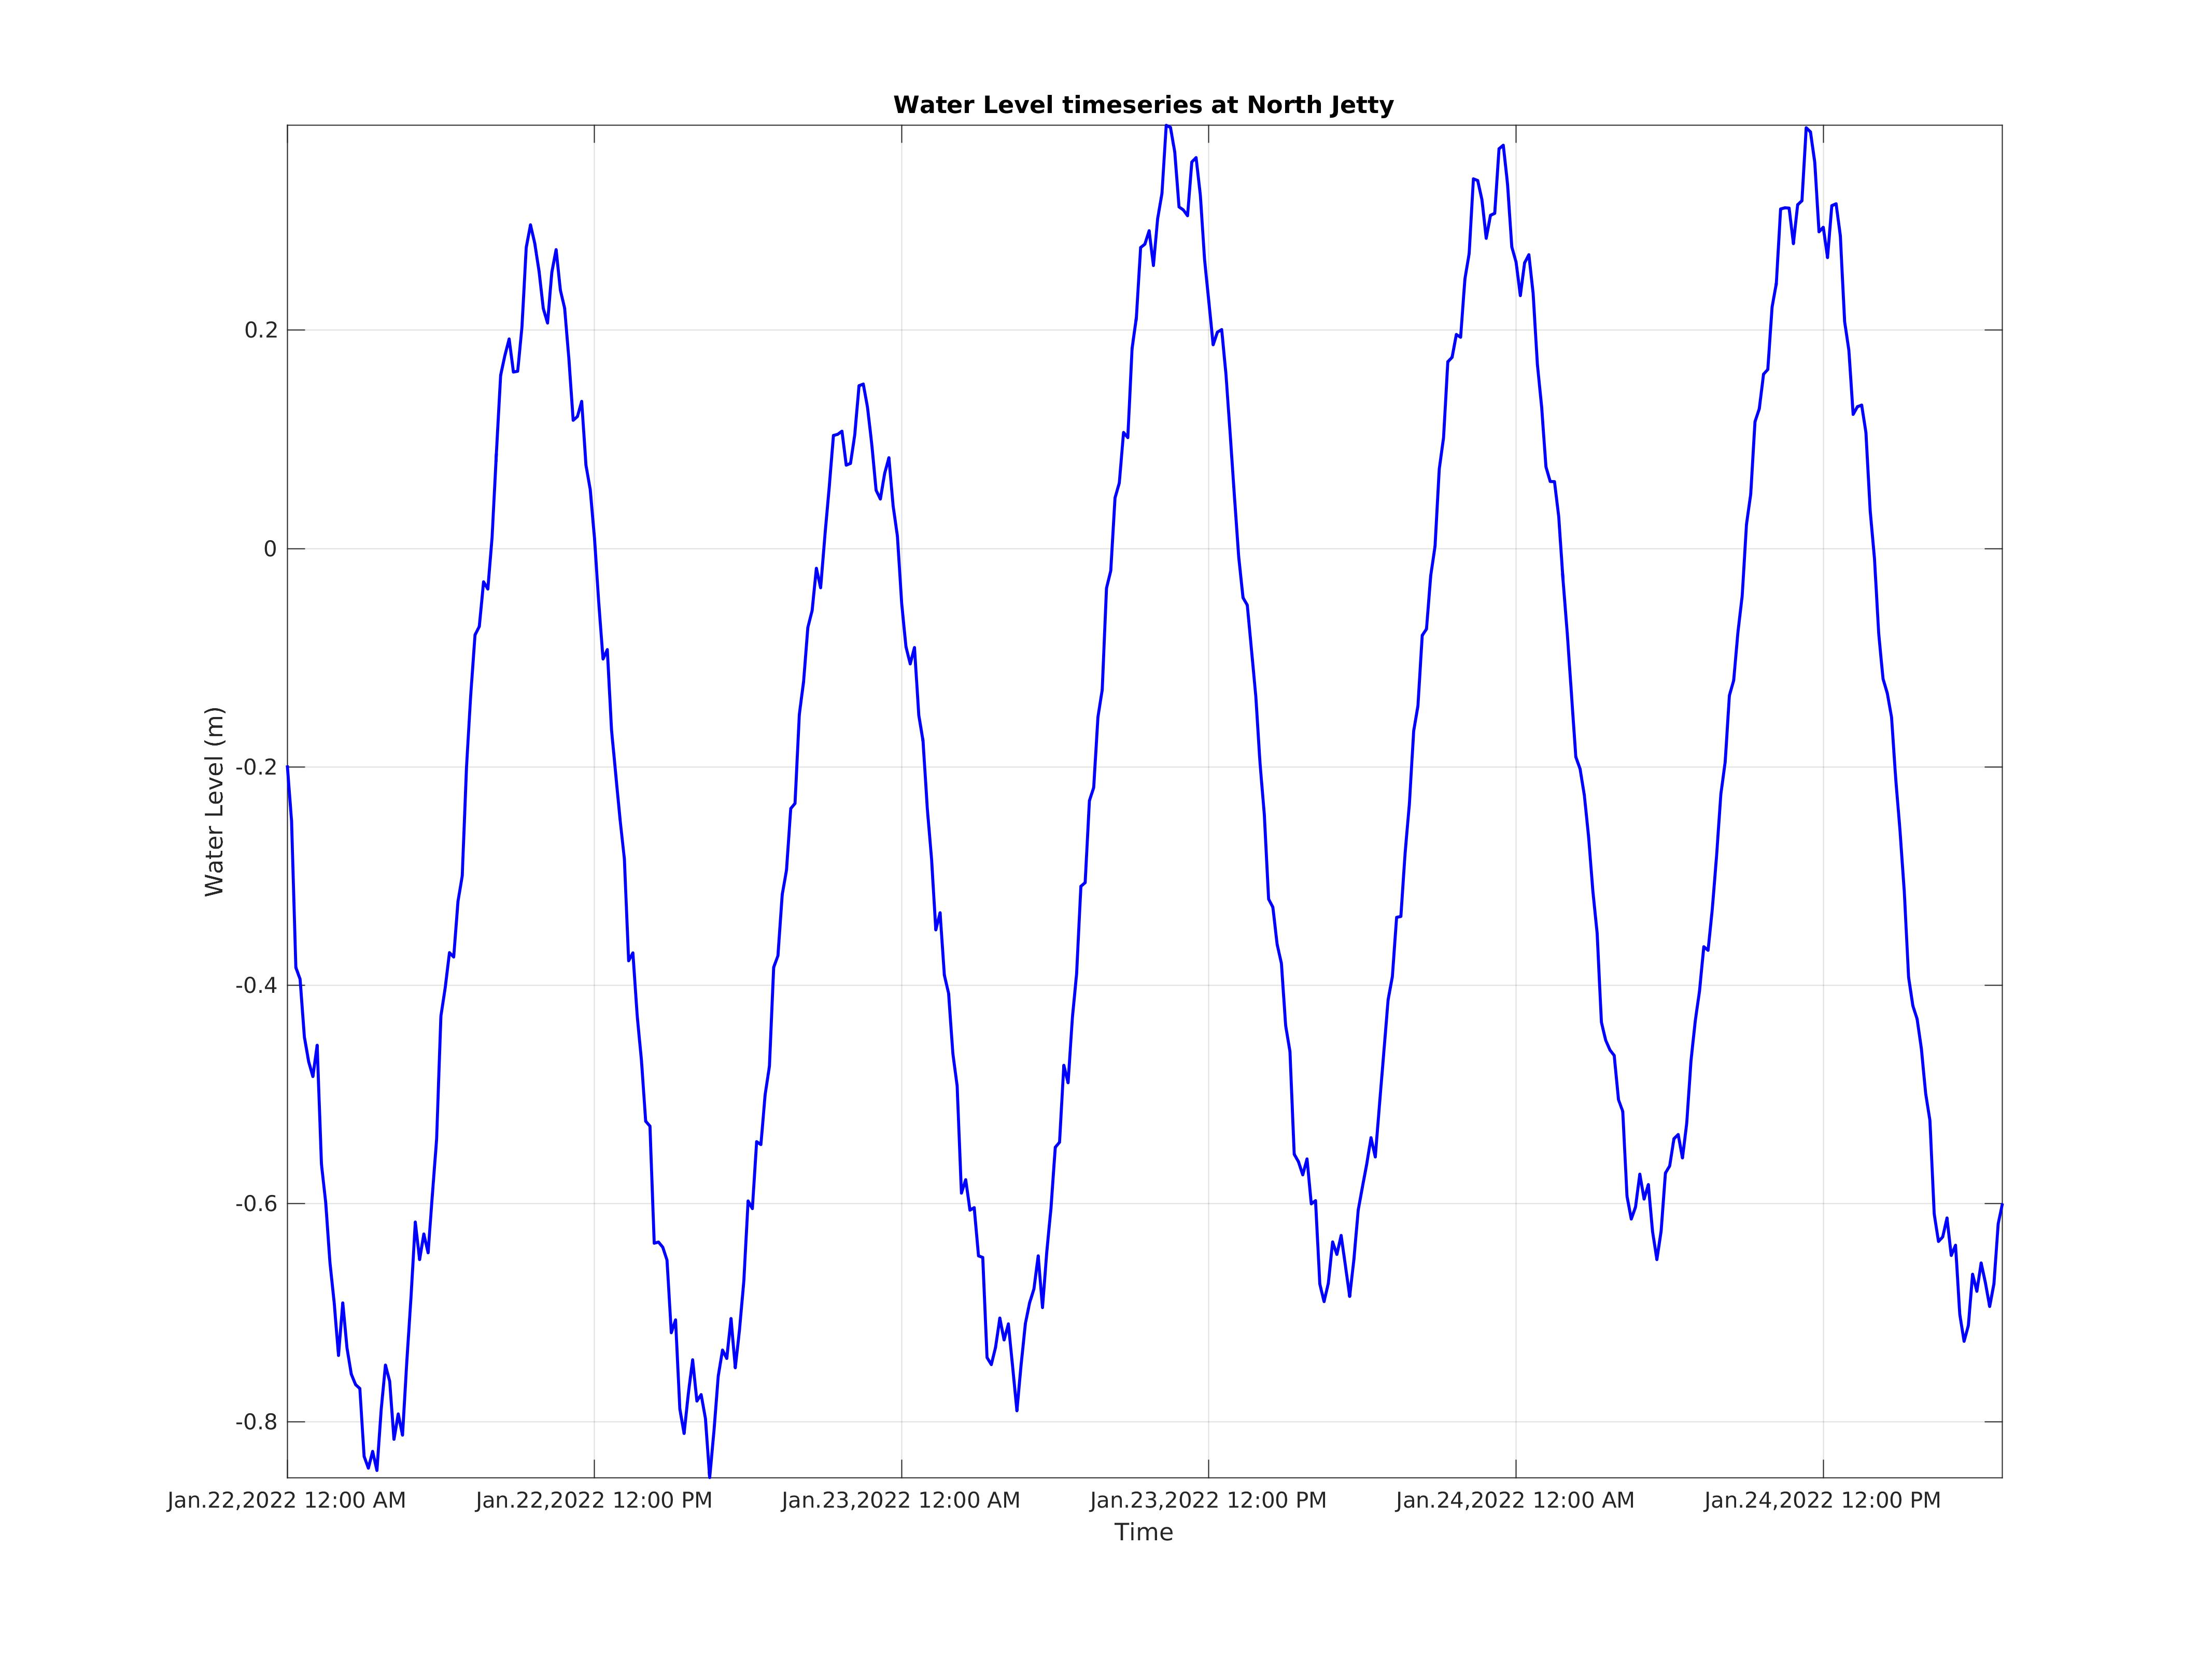 Water Level timeseries at North Jetty
0.2
0
-0.2
-0.4
-0.6
-0.8
Water Level (m)
Jan.22,2022 12:00 AM
Jan.22,2022 12:00 PM
Jan.23,2022 12:00 AM
Jan.23,2022 12:00 PM
Jan.24,2022 12:00 AM
Jan.24,2022 12:00 PM
Time